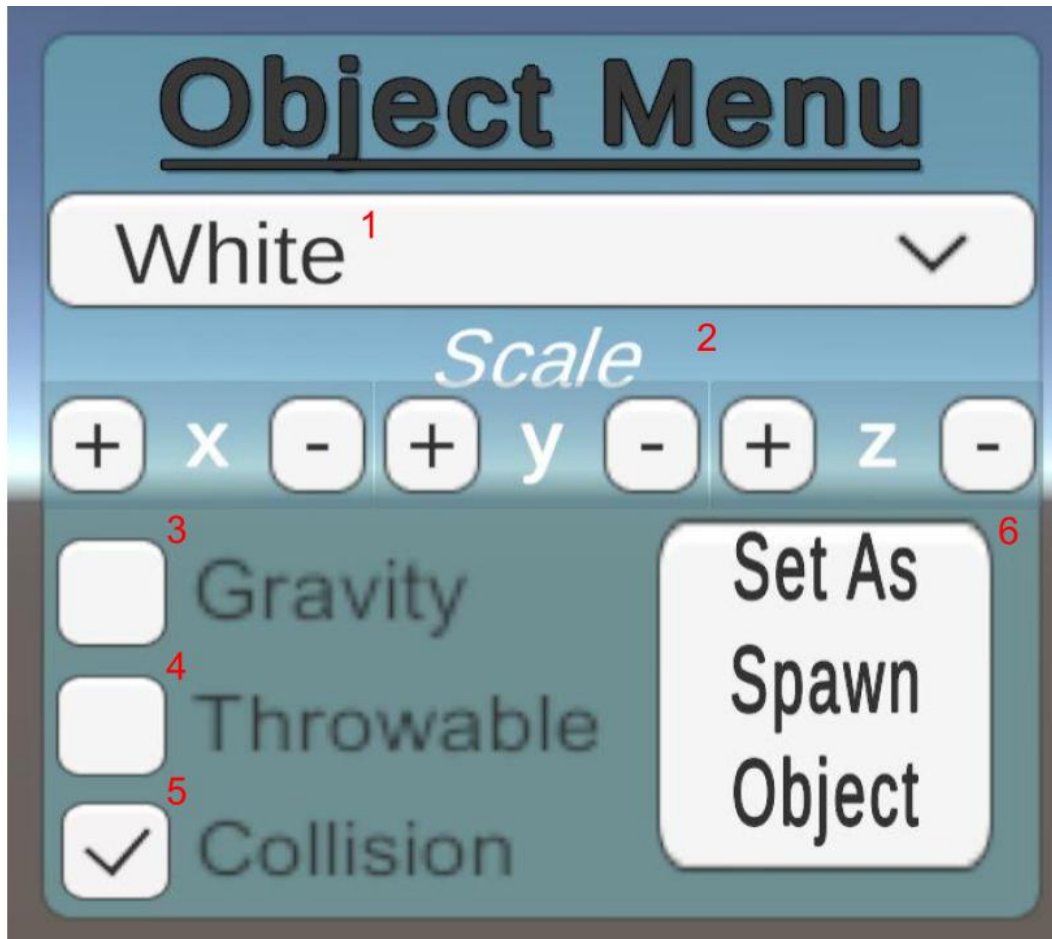 Object Menu
White 1
Scale 2
+ x - + y - + z -
3
Gravity
4
Throwable
5
Collision
6
Set As
Spawn
Object